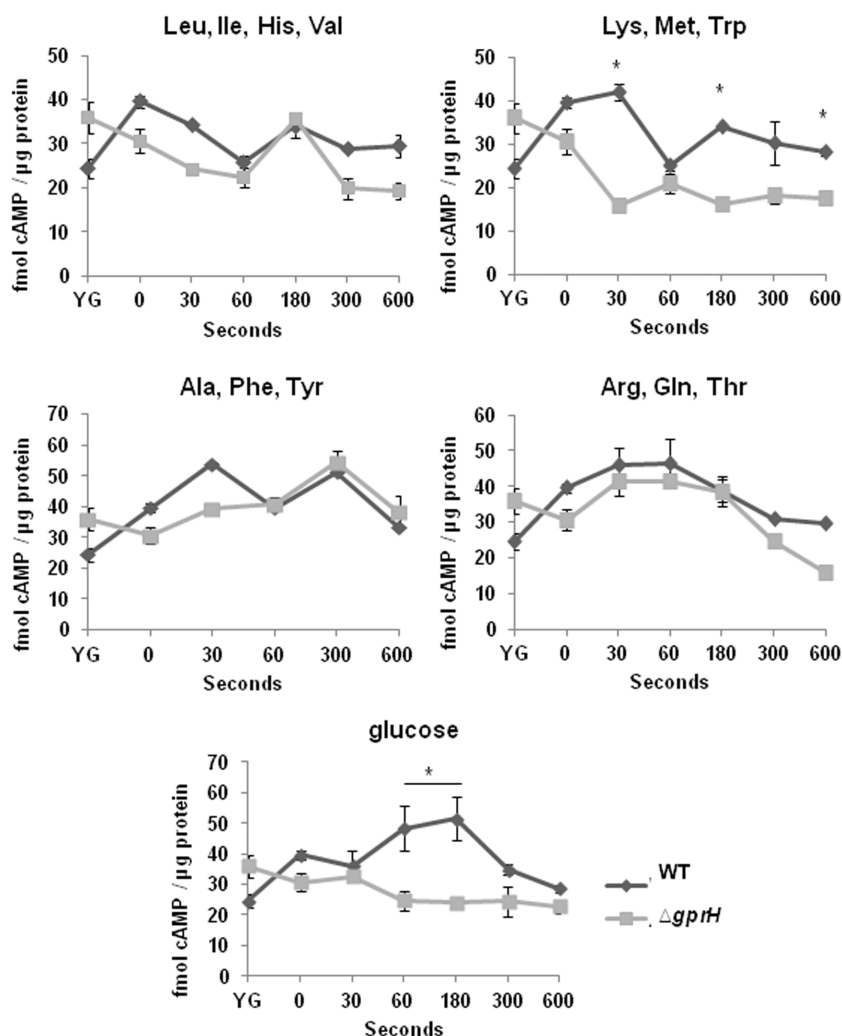 Leu, Ile, His, Val
fmol cAMP / µg protein
50
40
30
20
10
0
YG 0 30 60 180 300 600
Seconds
Lys, Met, Trp
fmol cAMP / µg protein
50
40
30
20
10
0
* * *
YG 0 30 60 180 300 600
Seconds
Ala, Phe, Tyr
fmol cAMP / µg protein
70
60
50
40
30
20
10
0
YG 0 30 60 300 600
Seconds
Arg, Gln, Thr
fmol cAMP / µg protein
60
50
40
30
20
10
0
YG 0 30 60 180 300 600
Seconds
glucose
fmol cAMP / µg protein
70
60
50
40
30
20
10
0
*
YG 0 30 60 180 300 600
Seconds
WT
ΔgprH